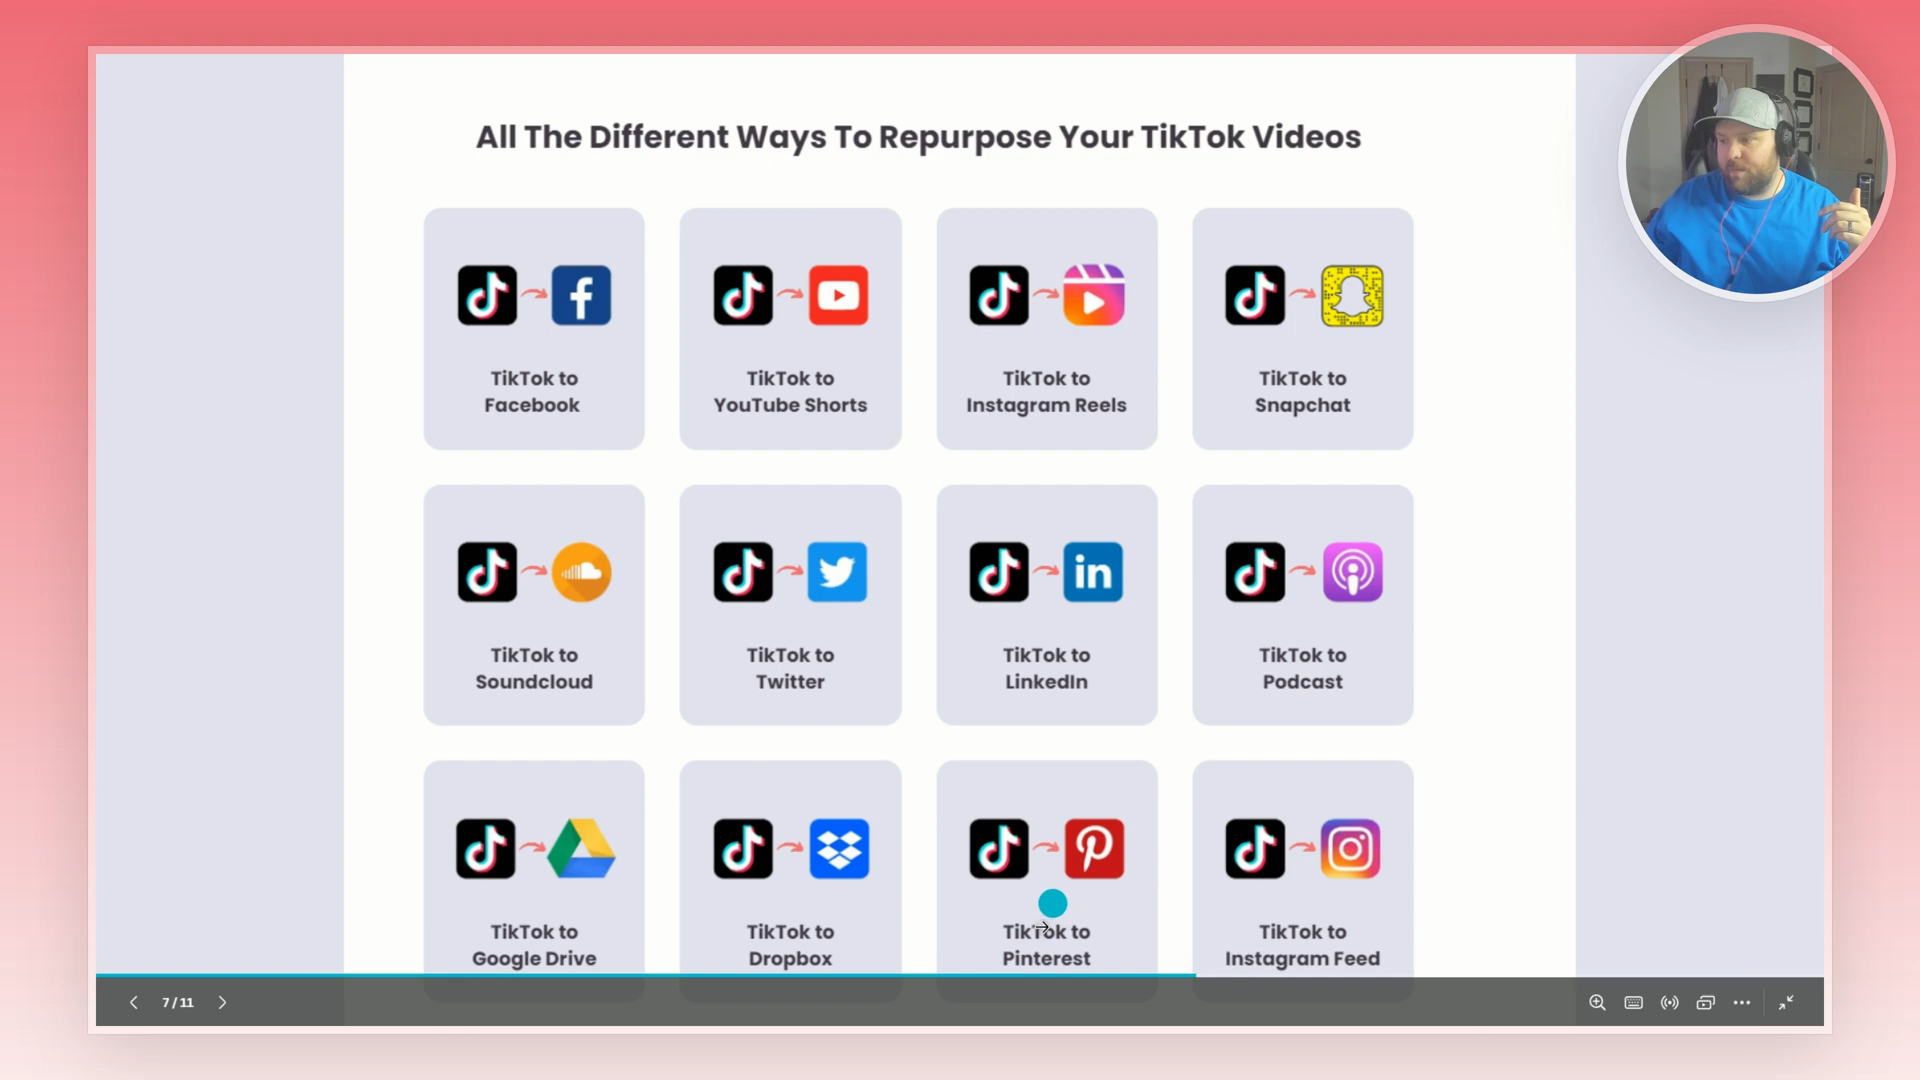 All The Different Ways To Repurpose Your TikTok Videos
TikTok to
Facebook
TikTok to
YouTube Shorts
TikTok to
Instagram Reels
TikTok to
Snapchat
TikTok to
Soundcloud
TikTok to
Twitter
TikTok to
LinkedIn
TikTok to
Podcast
TikTok to
Google Drive
TikTok to
Dropbox
TikTok to
Pinterest
TikTok to
Instagram Feed
7 / 11